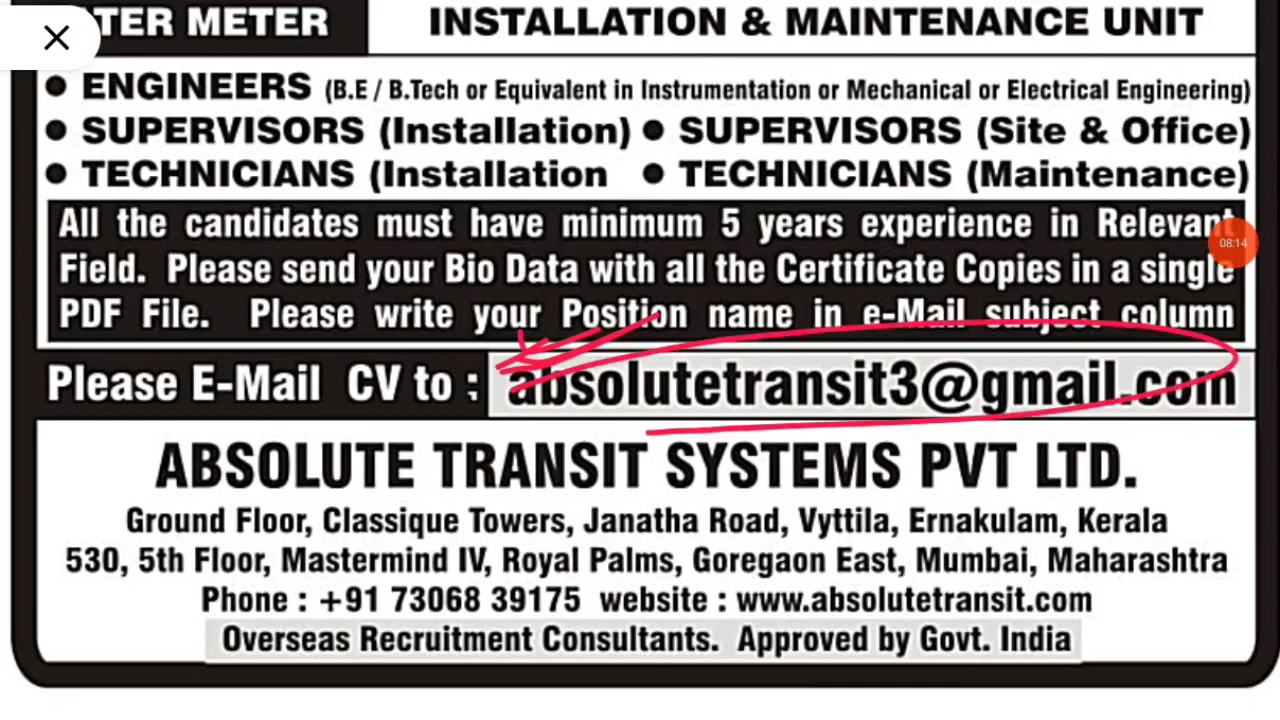 TER METER INSTALLATION & MAINTENANCE UNIT
● ENGINEERS (B.E / B.Tech or Equivalent in Instrumentation or Mechanical or Electrical Engineering)
● SUPERVISORS (Installation) ● SUPERVISORS (Site & Office)
● TECHNICIANS (Installation ● TECHNICIANS (Maintenance)
All the candidates must have minimum 5 years experience in Relevant
Field. Please send your Bio Data with all the Certificate Copies in a single
PDF File. Please write your Position name in e-Mail subject column
08:14
Please E-Mail CV to : absolutetransit3@gmail.com
ABSOLUTE TRANSIT SYSTEMS PVT LTD.
Ground Floor, Classique Towers, Janatha Road, Vyttila, Ernakulam, Kerala
530, 5th Floor, Mastermind IV, Royal Palms, Goregaon East, Mumbai, Maharashtra
Phone : +91 73068 39175 website : www.absolutetransit.com
Overseas Recruitment Consultants. Approved by Govt. India